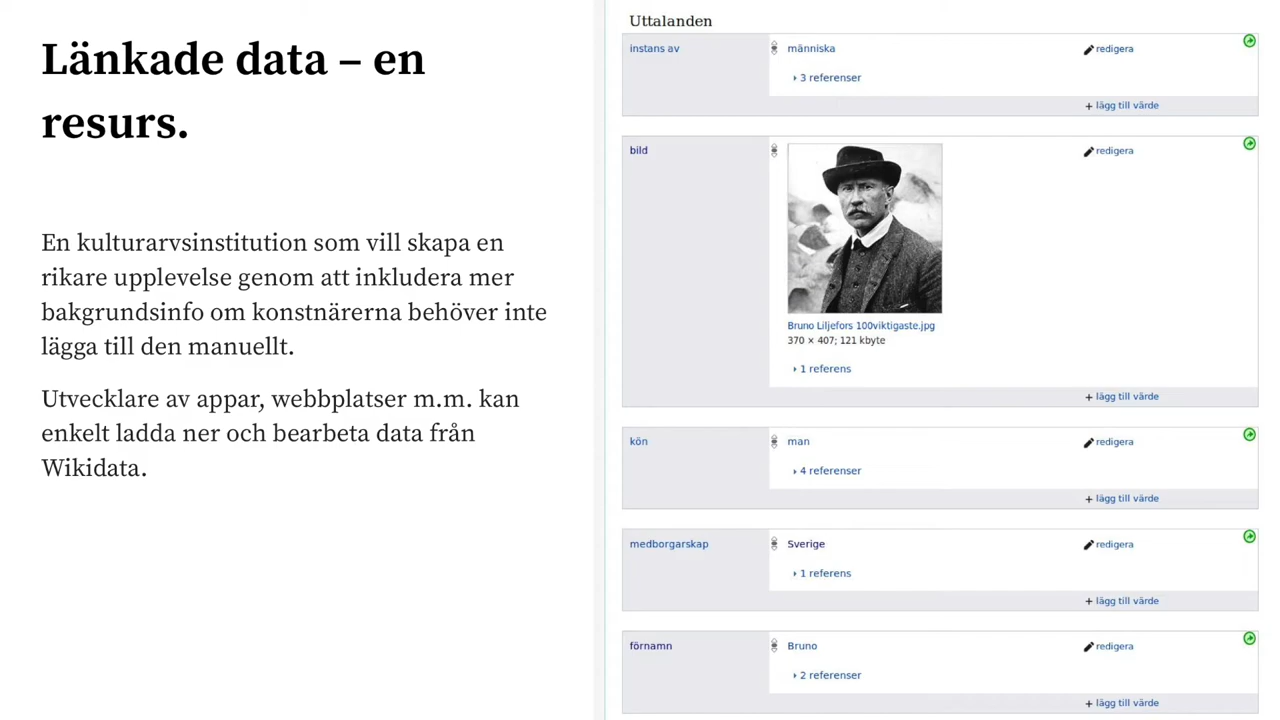 Länkade data – en
resurs.
En kulturarvsinstitution som vill skapa en
rikare upplevelse genom att inkludera mer
bakgrundsinfo om konstnärerna behöver inte
lägga till den manuellt.
Utvecklare av appar, webbplatser m.m. kan
enkelt ladda ner och bearbeta data från
Wikidata.
Uttalanden
instans av
människa
redigera
3 referenser
+ lägg till värde
bild
redigera
Bruno Liljefors 100viktigaste.jpg
370 × 407; 121 kbyte
1 referens
+ lägg till värde
kön
man
redigera
4 referenser
+ lägg till värde
medborgarskap
Sverige
redigera
1 referens
+ lägg till värde
förnamn
Bruno
redigera
2 referenser
+ lägg till värde